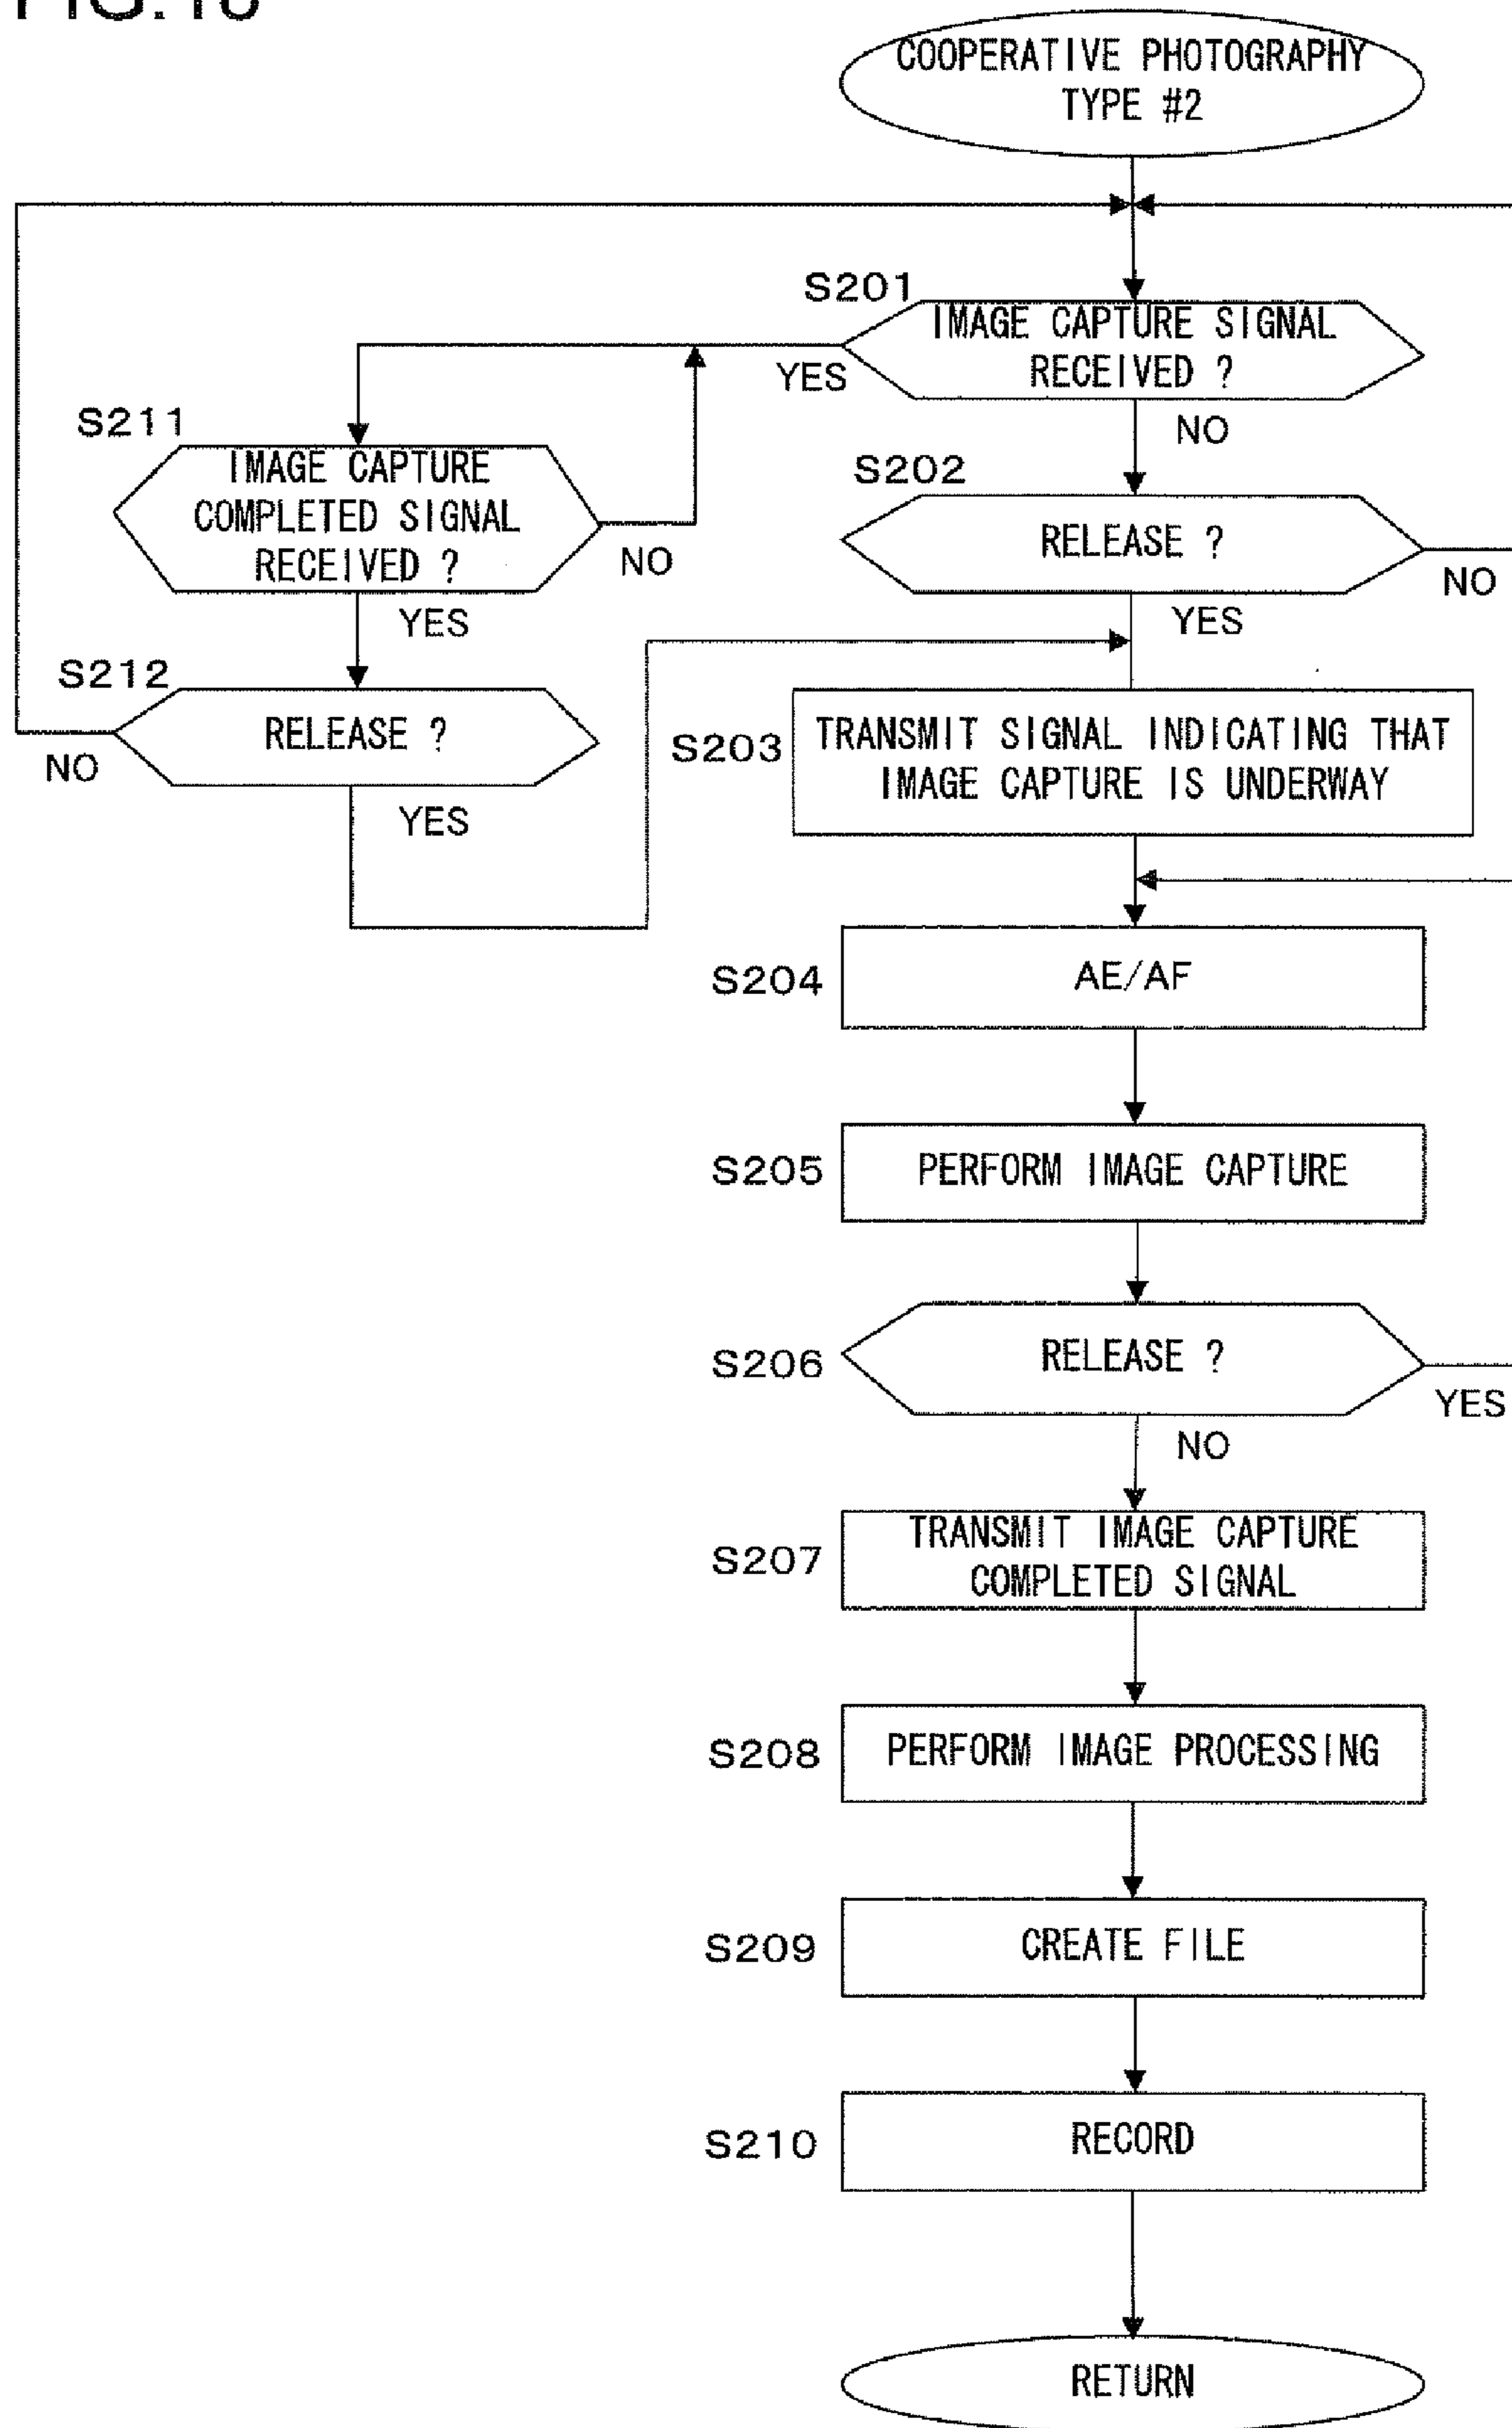 COOPERATIVE PHOTOGRAPHY
TYPE #2
S201
IMAGE CAPTURE SIGNAL
RECEIVED ?
YES
NO
S211
IMAGE CAPTURE
COMPLETED SIGNAL
RECEIVED ?
NO
YES
S202
RELEASE ?
NO
YES
S212
RELEASE ?
NO
YES
S203
TRANSMIT SIGNAL INDICATING THAT
IMAGE CAPTURE IS UNDERWAY
S204
AE/AF
S205
PERFORM IMAGE CAPTURE
S206
RELEASE ?
YES
NO
S207
TRANSMIT IMAGE CAPTURE
COMPLETED SIGNAL
S208
PERFORM IMAGE PROCESSING
S209
CREATE FILE
S210
RECORD
RETURN